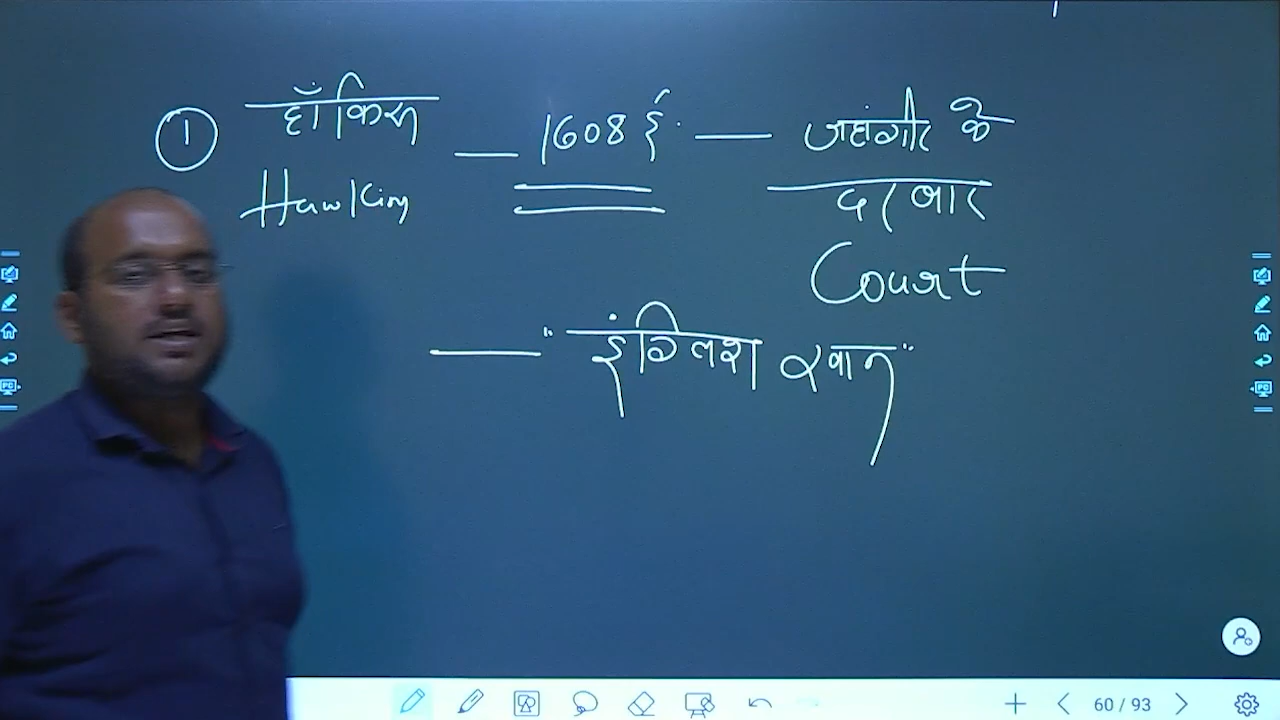 ① हॉकिंस — 1608 ई. — जहांगीर के
Hawkins दरबार
Court
— "इंग्लिश खान"
60 / 93